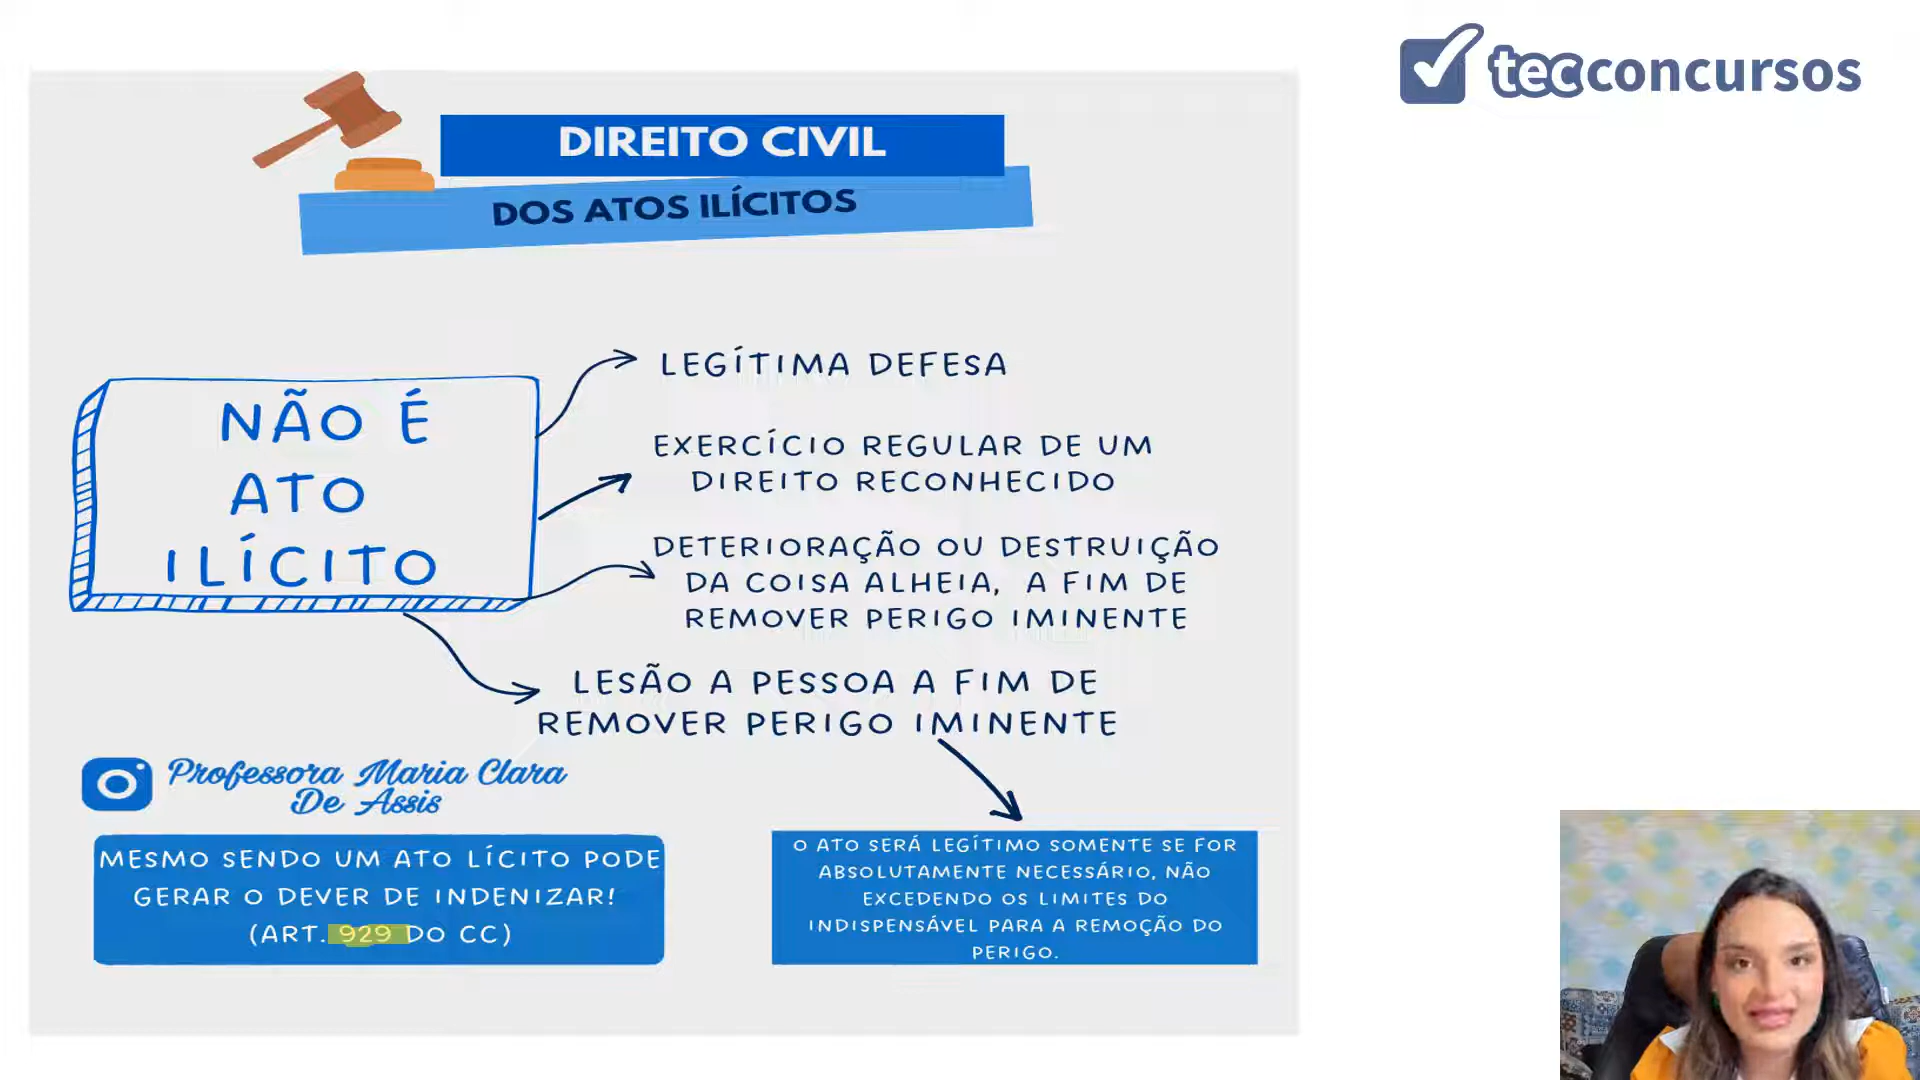 tecconcursos
DIREITO CIVIL
DOS ATOS ILÍCITOS
NÃO É
ATO
ILÍCITO
LEGÍTIMA DEFESA
EXERCÍCIO REGULAR DE UM
DIREITO RECONHECIDO
DETERIORAÇÃO OU DESTRUIÇÃO
DA COISA ALHEIA, A FIM DE
REMOVER PERIGO IMINENTE
LESÃO A PESSOA A FIM DE
REMOVER PERIGO IMINENTE
Professora Maria Clara
De Assis
MESMO SENDO UM ATO LÍCITO PODE
GERAR O DEVER DE INDENIZAR!
(ART. 929 DO CC)
O ATO SERÁ LEGÍTIMO SOMENTE SE FOR
ABSOLUTAMENTE NECESSÁRIO, NÃO
EXCEDENDO OS LIMITES DO
INDISPENSÁVEL PARA A REMOÇÃO DO
PERIGO.